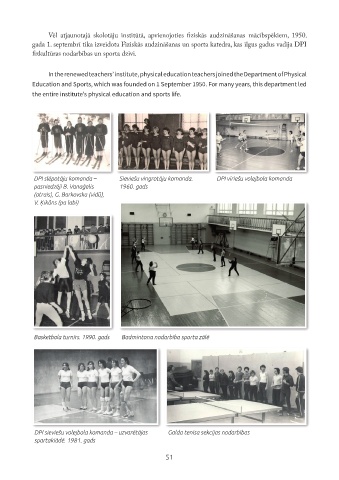 Vēl atjaunotajā skolotāju institūtā, apvienojoties fiziskās audzināšanas mācībspēkiem, 1950.
gada 1. septembrī tika izveidota Fiziskās audzināšanas un sporta katedra, kas ilgus gadus vadīja DPI
fizkultūras nodarbības un sporta dzīvi.
In the renewed teachers' institute, physical education teachers joined the Department of Physical
Education and Sports, which was founded on 1 September 1950. For many years, this department led
the entire institute's physical education and sports life.
DPI slēpotāju komanda –
pasniedzēji B. Vanagelis
(otrais), G. Barkovska (vidū),
V. Ķikāns (pa labi)
Sieviešu vingrotāju komanda.
1960. gads
DPI vīriešu volejbola komanda
Basketbola turnīrs. 1990. gads
Badmintona nodarbība sporta zālē
DPI sieviešu volejbola komanda – uzvarētājas
spartakiādē. 1981. gads
Galda tenisa sekcijas nodarbības
51